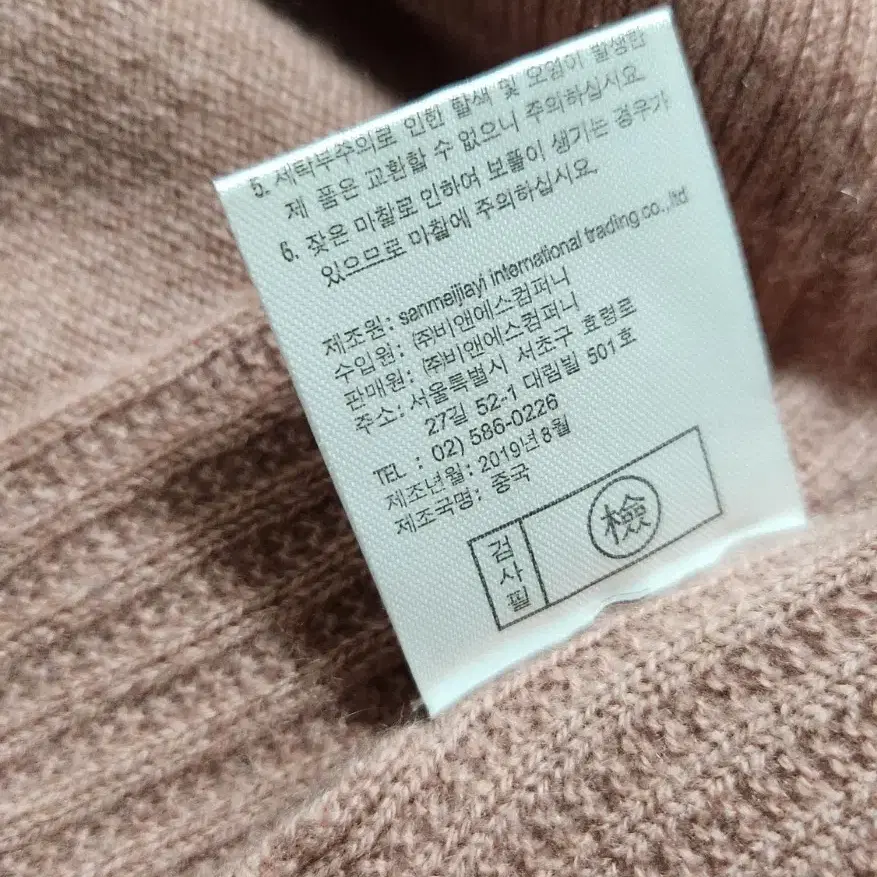 5. 세탁부주의로 인한 탈색 및 오염이 발생한
제 품은 교환할 수 없으니 주의하십시요.
6. 잦은 마찰로 인하여 보풀이 생기는 경우가
있으므로 마찰에 주의하십시요.
제조원: sanmeijiayi international trading co.,ltd
수입원: ㈜비앤에스컴퍼니
판매원: ㈜비앤에스컴퍼니
주소: 서울특별시 서초구 효령로
27길 52-1 대림빌 501호
TEL : 02) 586-0226
제조년월: 2019년 8월
제조국명: 중국
검사필
檢